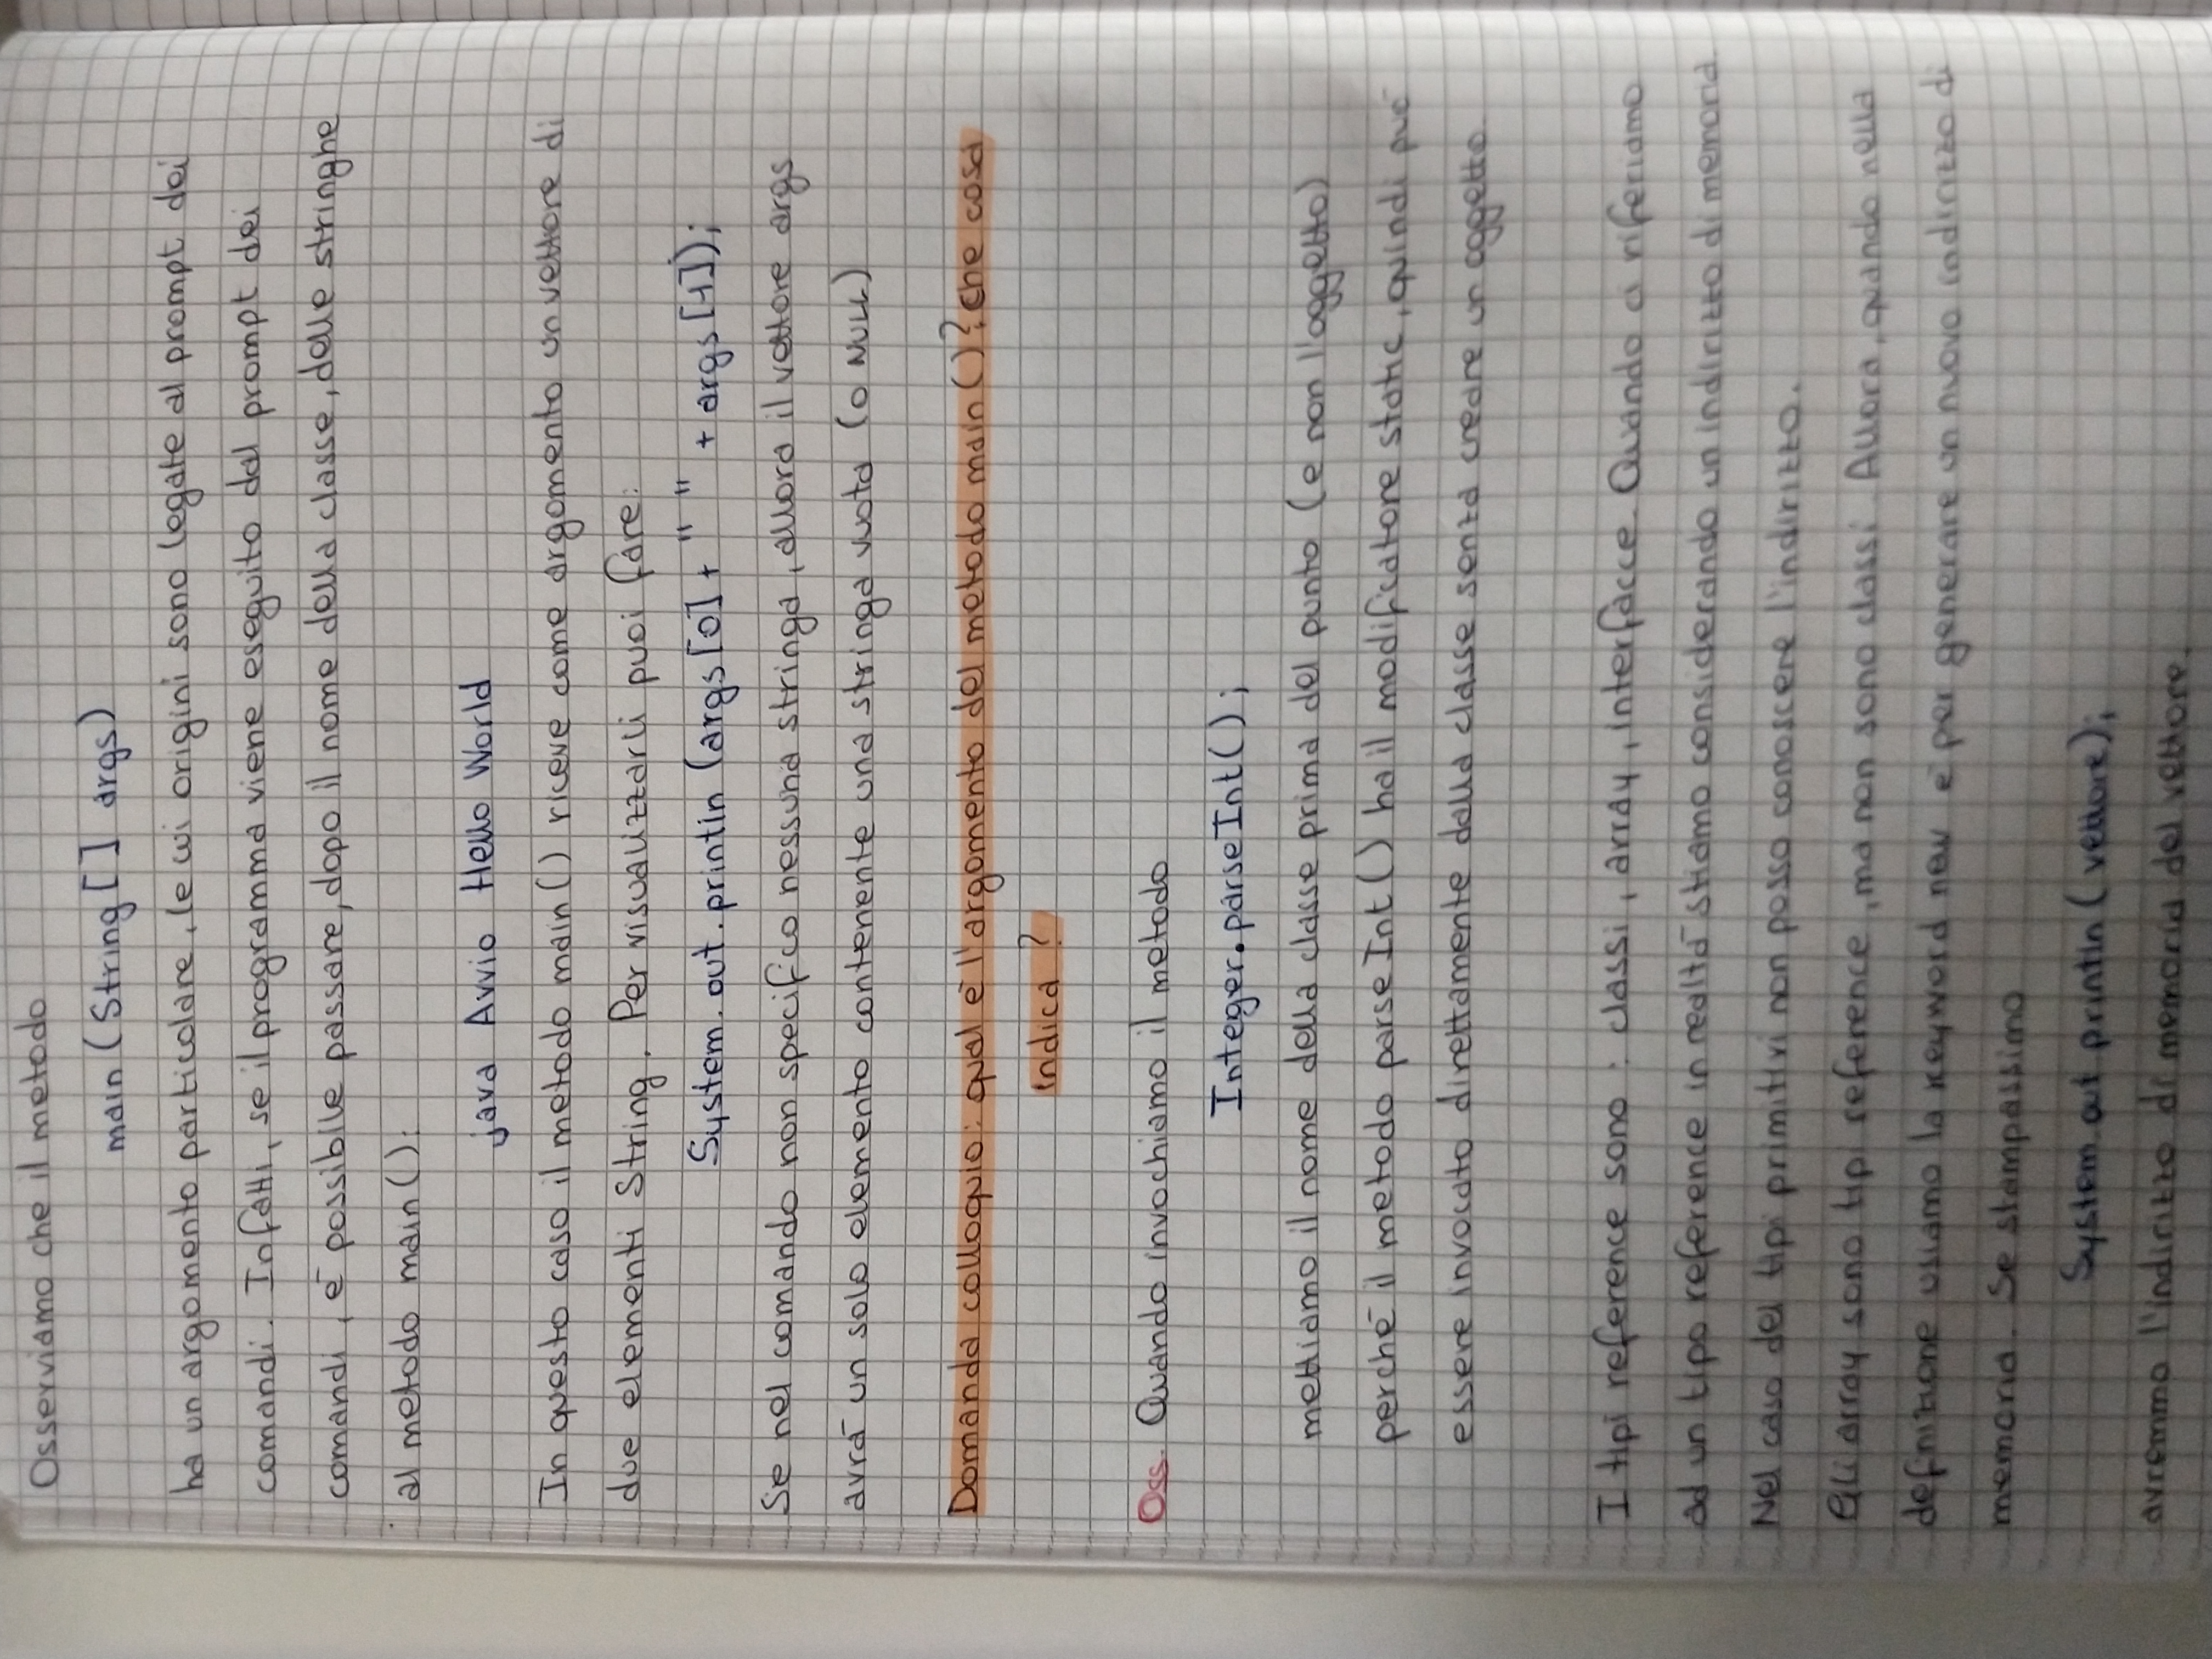 Osserviamo che il metodo
main (String [] args)
ha un argomento particolare, le cui origini sono legate al prompt dei
comandi. Infatti, se il programma viene eseguito dal prompt dei
comandi, è possibile passare, dopo il nome della classe, delle stringhe
al metodo main():
java Avvio Hello World
In questo caso il metodo main() riceve come argomento un vettore di
due elementi String. Per visualizzarli puoi fare:
System.out.println (args[0] + " " + args[1]);
Se nel comando non specifico nessuna stringa, allora il vettore args
avrà un solo elemento contenente una stringa vuota (o NULL)
Domanda colloquio: qual è l'argomento del metodo main()? che cosa
indica?
Oss. Quando invochiamo il metodo
Integer.parseInt();
mettiamo il nome della classe prima del punto (e non l'oggetto)
perché il metodo parseInt() ha il modificatore static, quindi può
essere invocato direttamente dalla classe senza creare un oggetto.
I tipi reference sono: classi, array, interfacce. Quando ci riferiamo
ad un tipo reference in realtà stiamo considerando un indirizzo di memoria.
Nel caso dei tipi primitivi non posso conoscere l'indirizzo.
Gli array sono tipi reference, ma non sono classi. Allora, quando nella
definizione usiamo la keyword new è per generare un nuovo indirizzo di
memoria. Se stampassimo
System.out.println (vettore);
avremmo l'indirizzo di memoria del vettore.